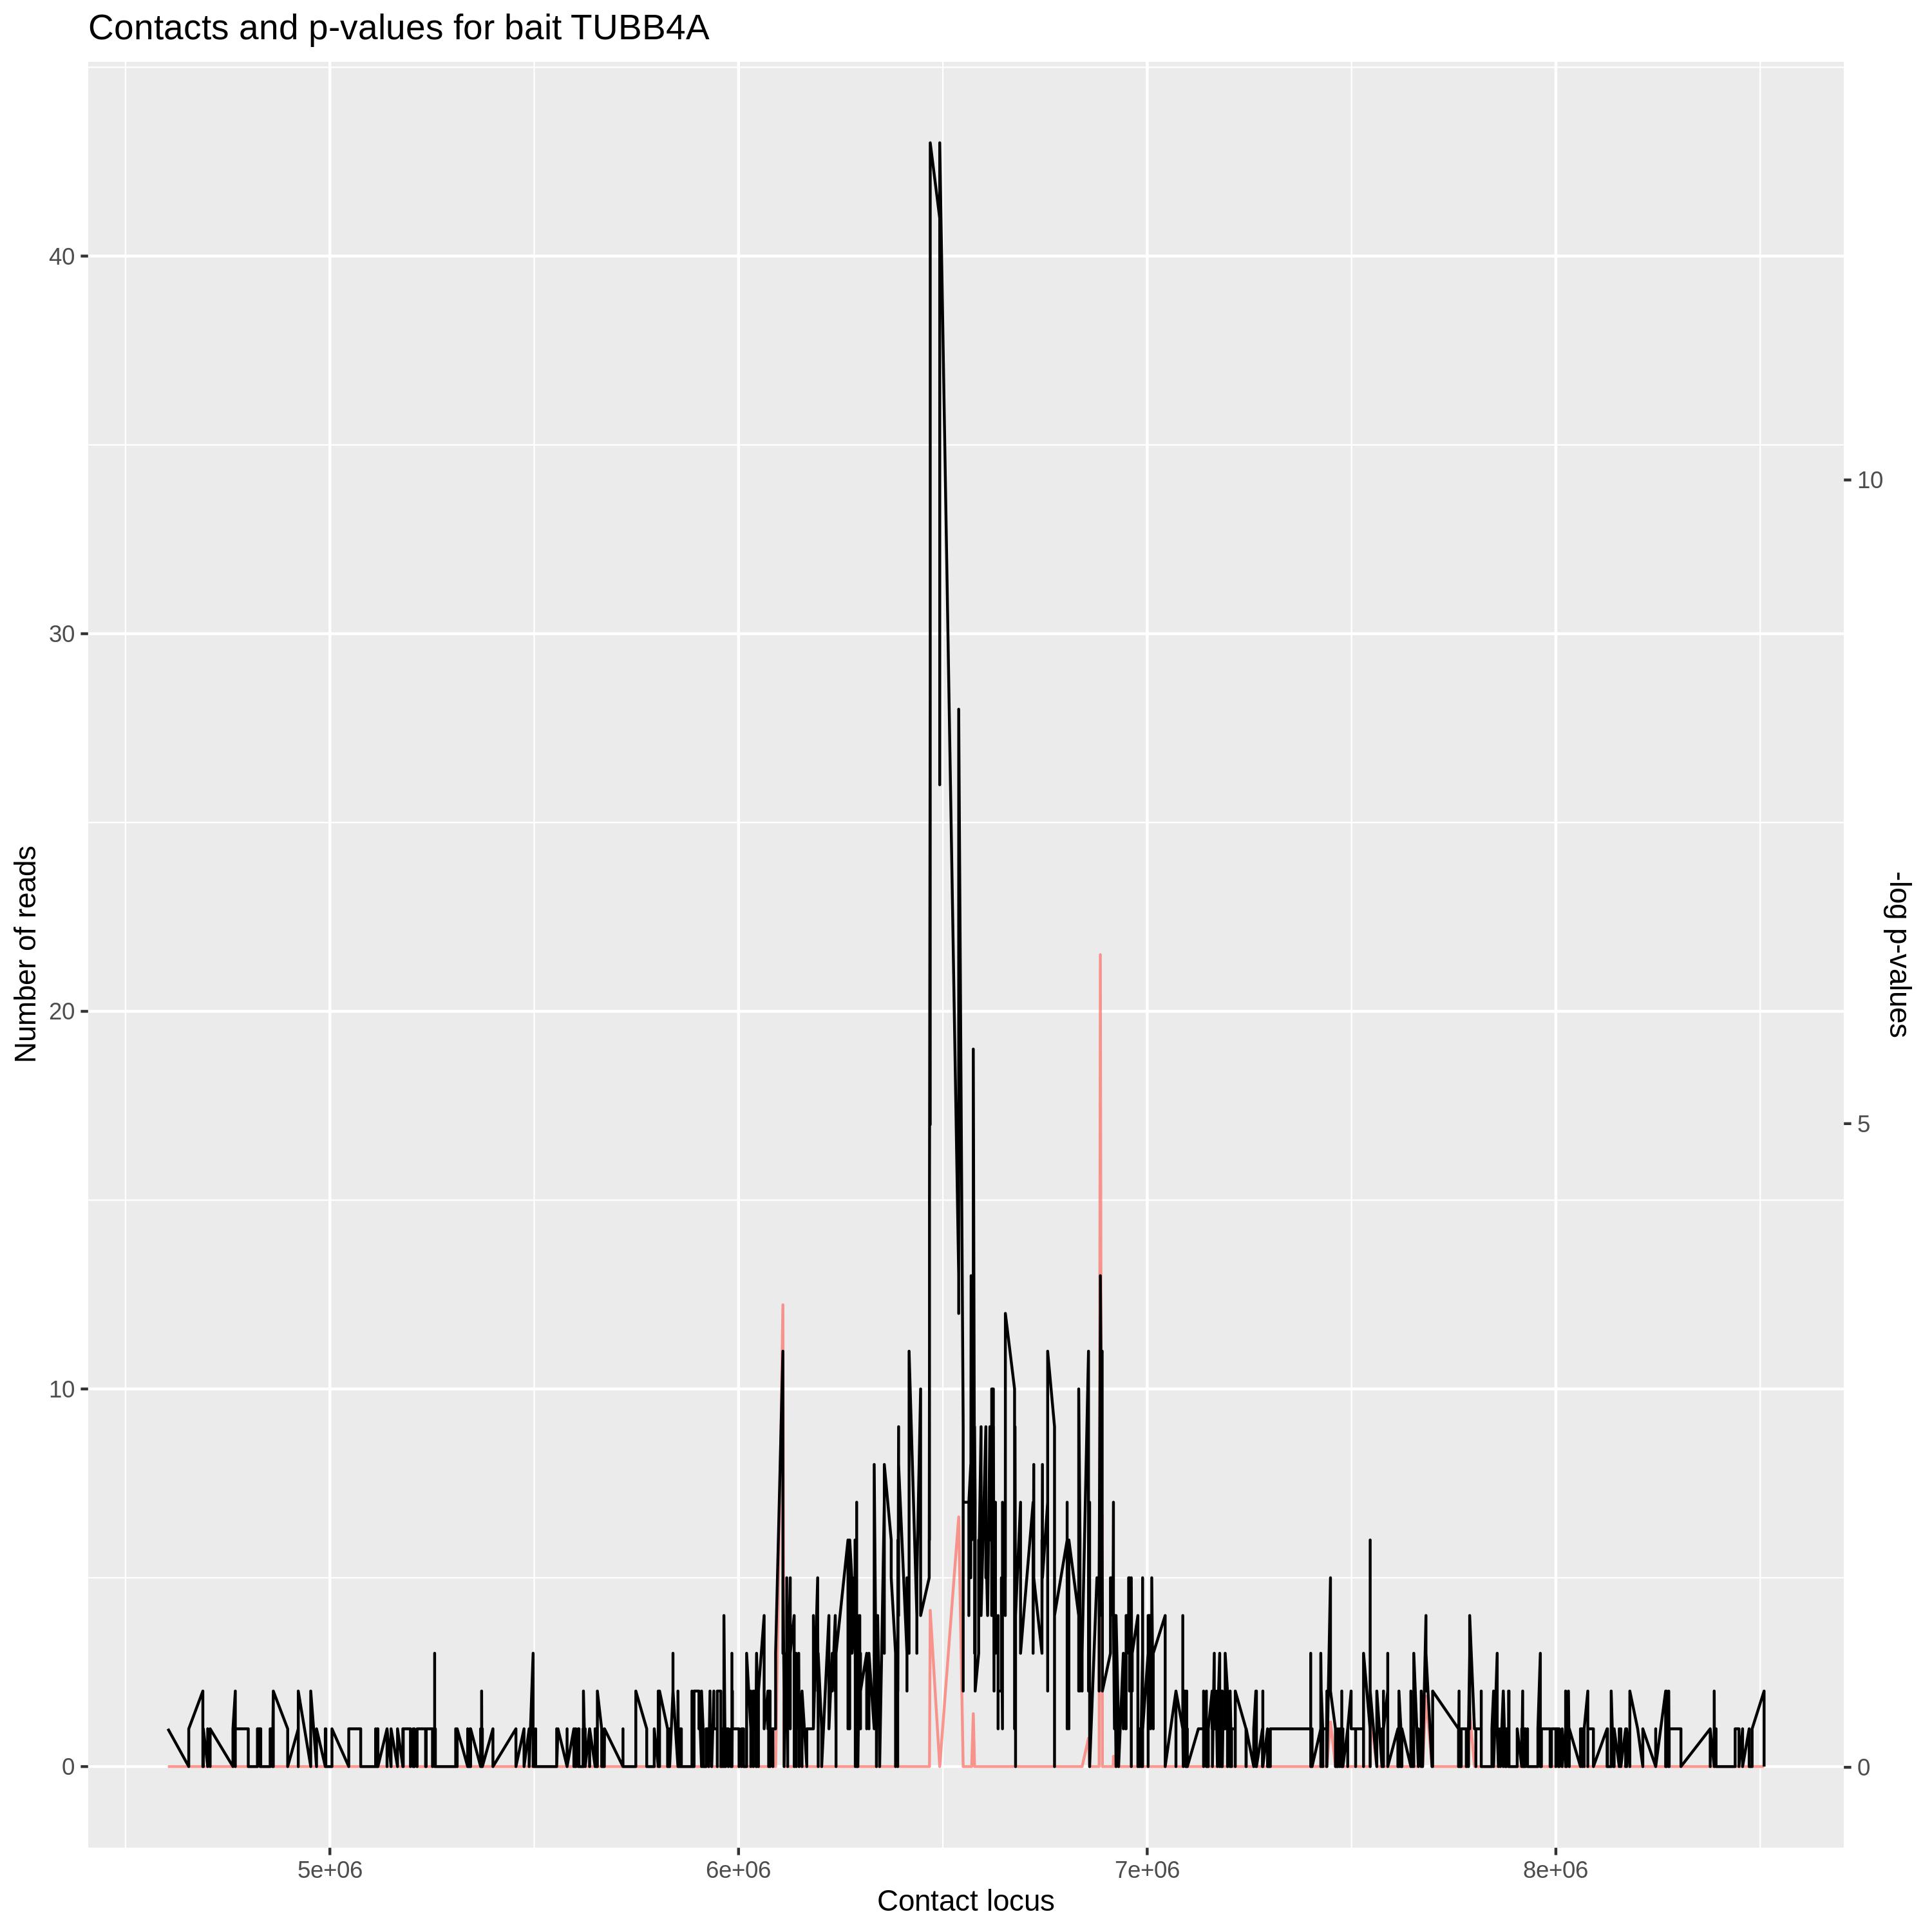 Contacts and p-values for bait TUBB4A
40
30
20
10
0
Number of reads
10
5
0
-log p-values
5e+06
6e+06
7e+06
8e+06
Contact locus